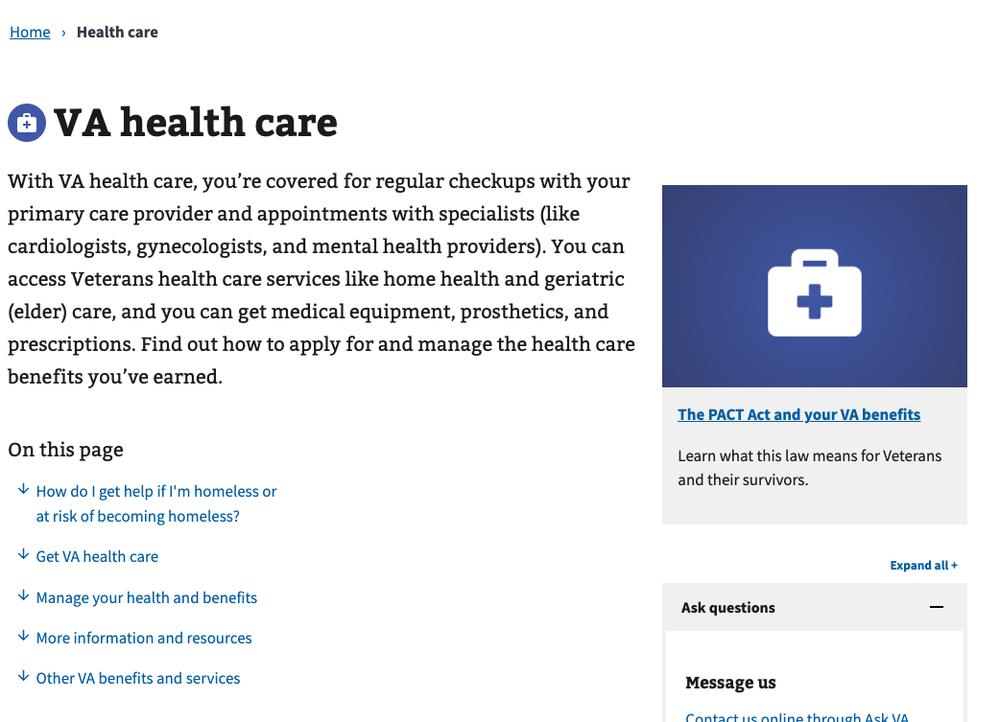 Home › Health care
VA health care
With VA health care, you’re covered for regular checkups with your
primary care provider and appointments with specialists (like
cardiologists, gynecologists, and mental health providers). You can
access Veterans health care services like home health and geriatric
(elder) care, and you can get medical equipment, prosthetics, and
prescriptions. Find out how to apply for and manage the health care
benefits you’ve earned.
On this page
How do I get help if I'm homeless or
at risk of becoming homeless?
Get VA health care
Manage your health and benefits
More information and resources
Other VA benefits and services
The PACT Act and your VA benefits
Learn what this law means for Veterans
and their survivors.
Expand all +
Ask questions
Message us
Contact us online through Ask VA